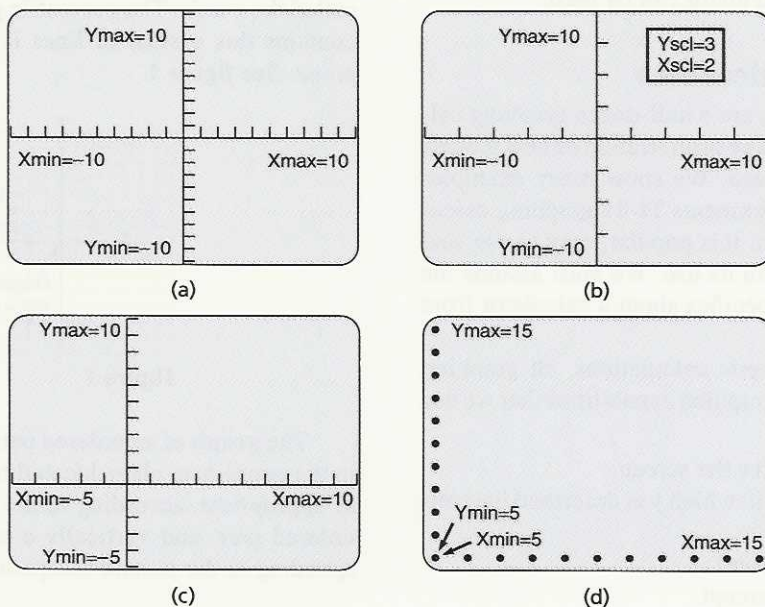 Ymax=10
Xmin=–10
Xmax=10
Ymin=–10
(a)
Ymax=10
Yscl=3
Xscl=2
Xmin=–10
Xmax=10
Ymin=–10
(b)
Ymax=10
Xmin=–5
Xmax=10
Ymin=–5
(c)
Ymax=15
Ymin=5
Xmin=5
Xmax=15
(d)